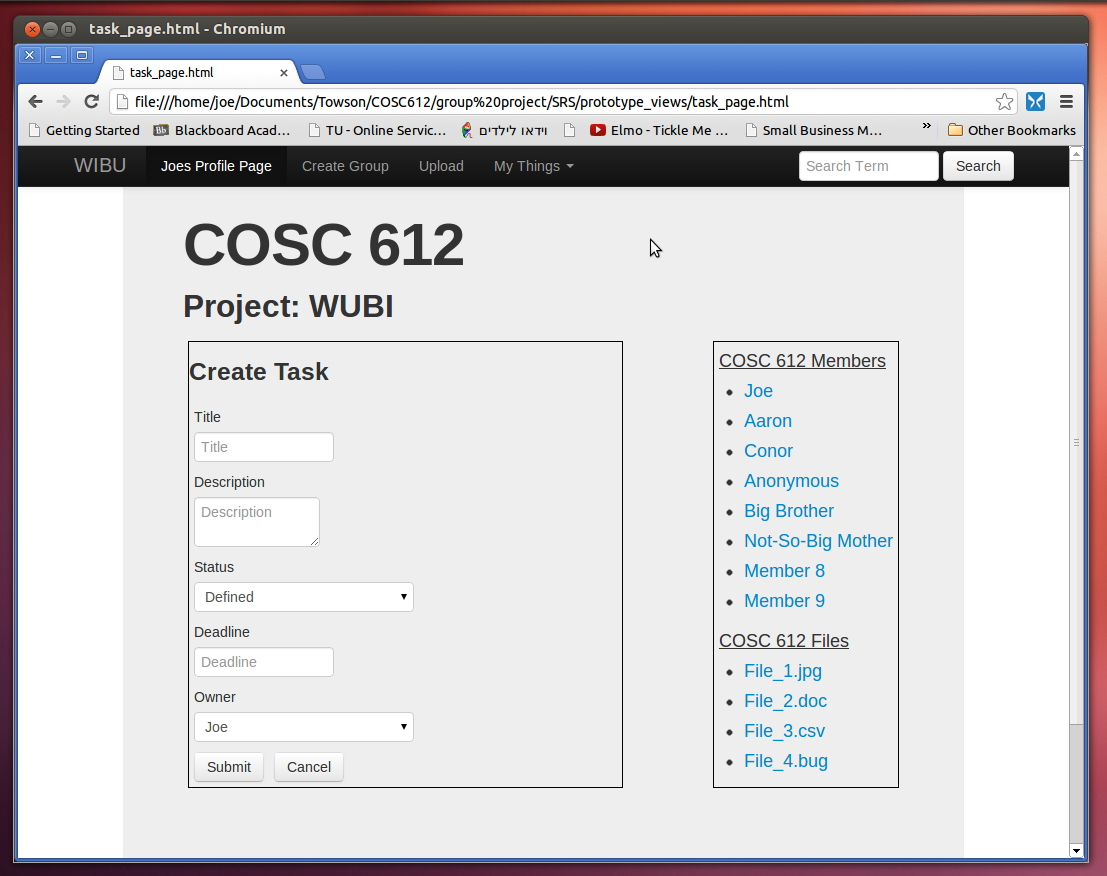 task_page.html - Chromium
task_page.html
file:///home/joe/Documents/Towson/COSC612/group%20project/SRS/prototype_views/task_page.html
Getting Started Bb Blackboard Acad... TU - Online Servic... וידאו לילדים Elmo - Tickle Me ... Small Business M... » Other Bookmarks
WIBU Joes Profile Page Create Group Upload My Things Search Term Search
COSC 612
Project: WUBI
Create Task
Title
Title
Description
Description
Status
Defined
Deadline
Deadline
Owner
Joe
Submit Cancel
COSC 612 Members
Joe
Aaron
Conor
Anonymous
Big Brother
Not-So-Big Mother
Member 8
Member 9
COSC 612 Files
File_1.jpg
File_2.doc
File_3.csv
File_4.bug